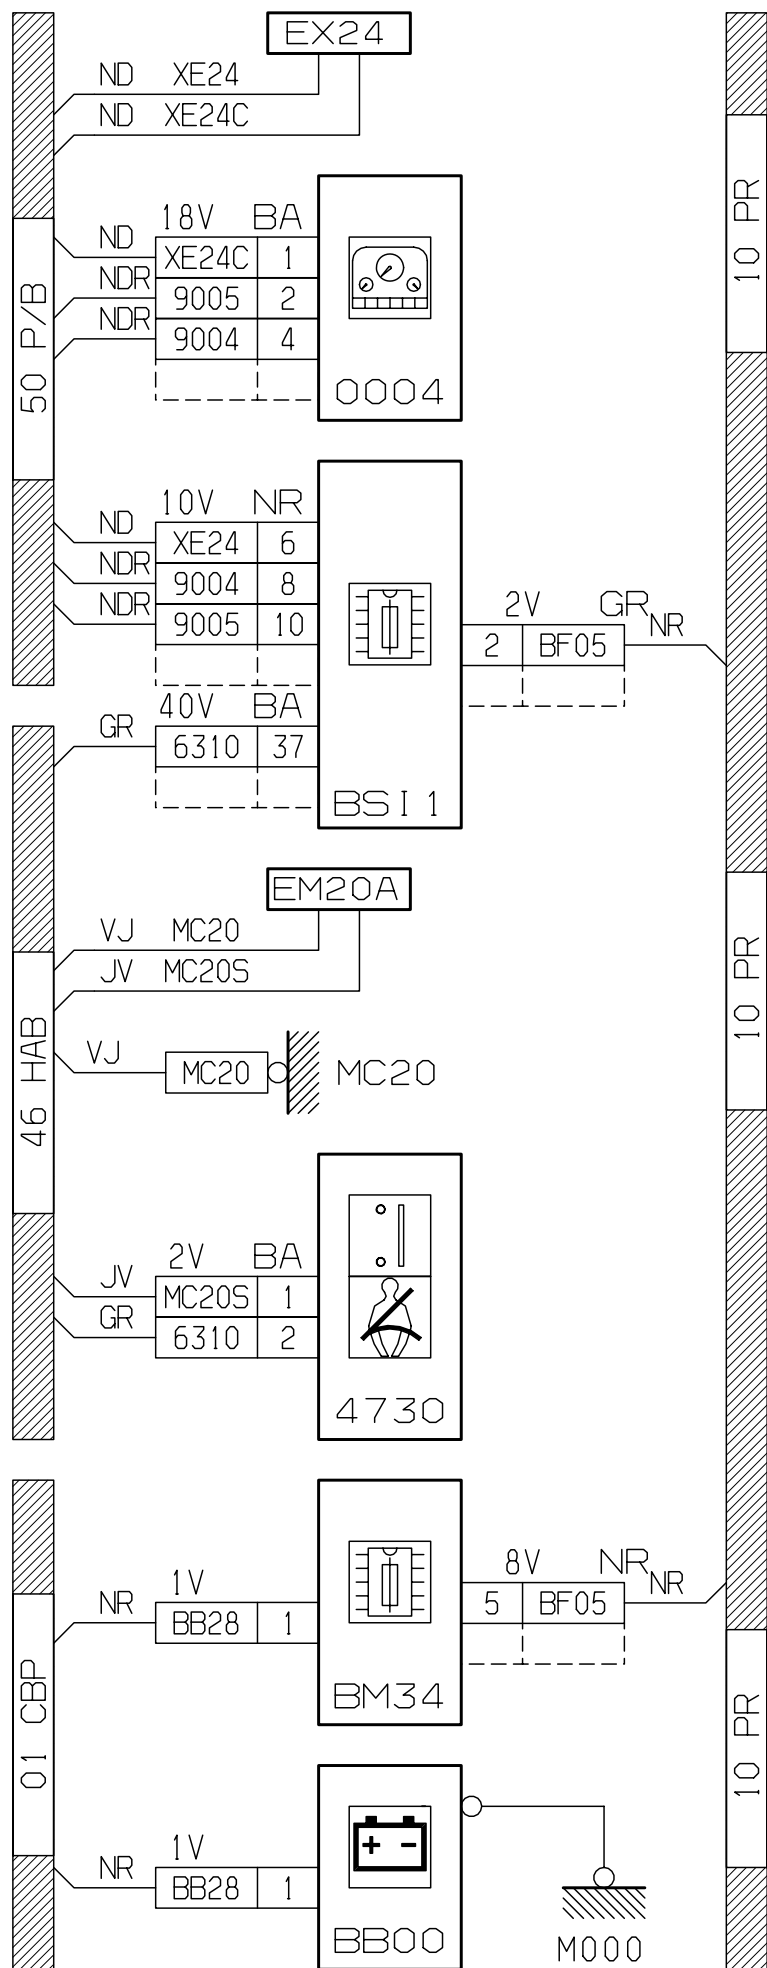 EX24
ND XE24
ND XE24C
10 PR
18V BA
ND XE24C 1
NDR 9005 2
NDR 9004 4
0004
50 P/B
10V NR
ND XE24 6
NDR 9004 8
NDR 9005 10
2V GR
2 BF05 NR
40V BA
GR 6310 37
BSI1
EM20A
VJ MC20
JV MC20S
10 PR
VJ MC20 MC20
46 HAB
2V BA
JV MC20S 1
GR 6310 2
4730
8V NR
5 BF05 NR
1V
NR BB28 1
BM34
01 CBP
10 PR
1V
NR BB28 1
BB00
M000